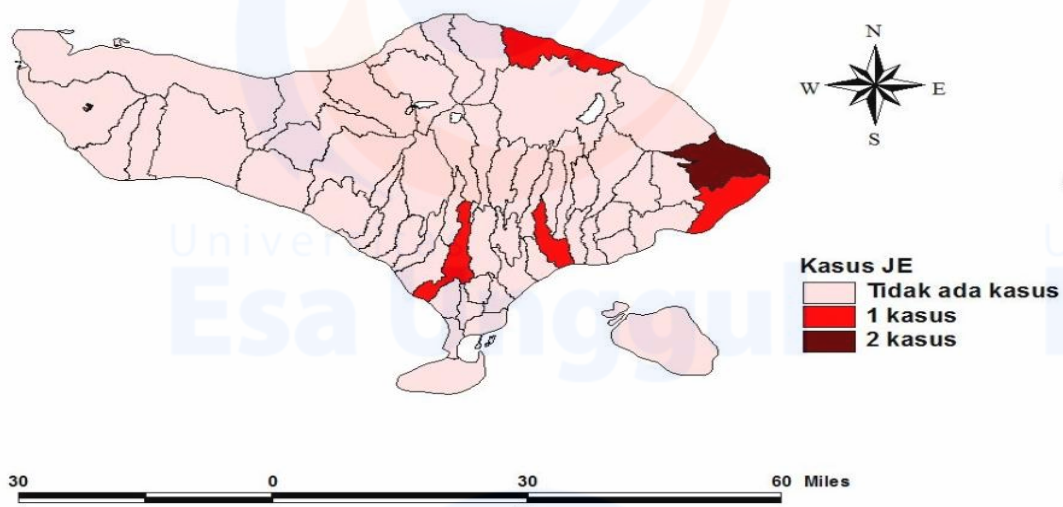 N
W E
S
Univer
Esa Unggul
Kasus JE
Tidak ada kasus
1 kasus
2 kasus
30 0 30 60 Miles